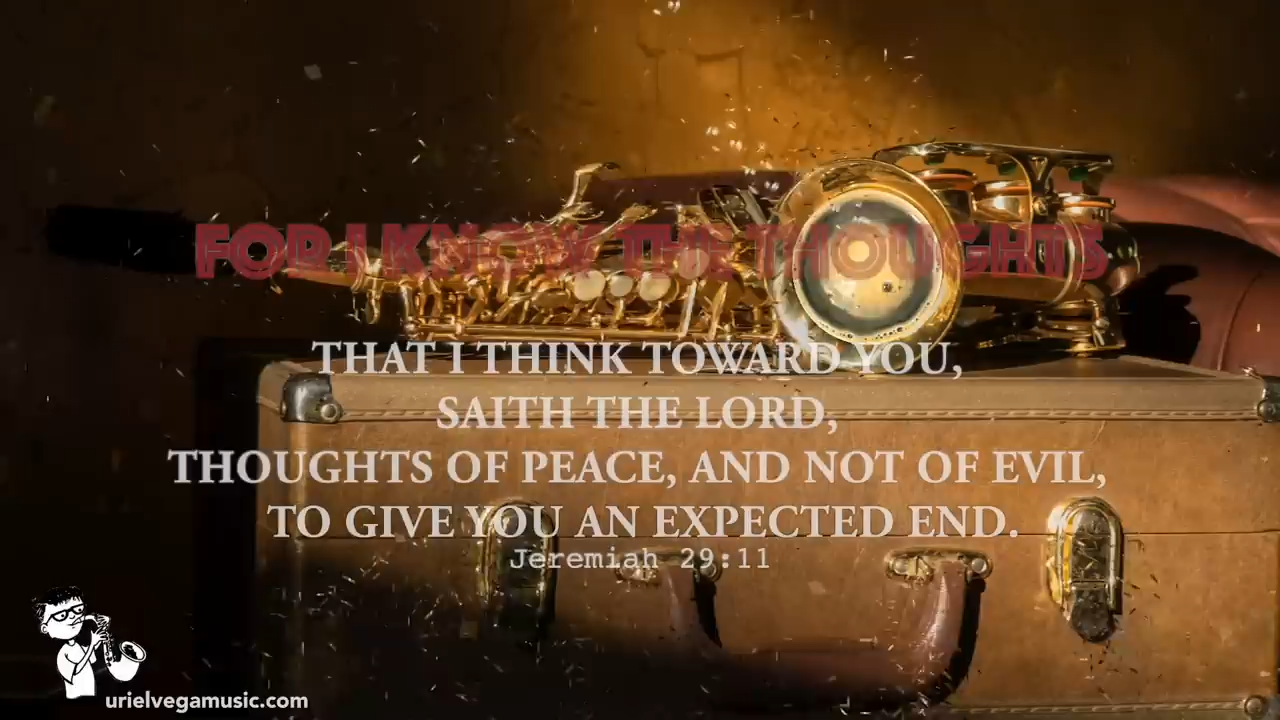 FOR I KNOW THE THOUGHTS
THAT I THINK TOWARD YOU,
SAITH THE LORD,
THOUGHTS OF PEACE, AND NOT OF EVIL,
TO GIVE YOU AN EXPECTED END.
Jeremiah 29:11
urielvegamusic.com